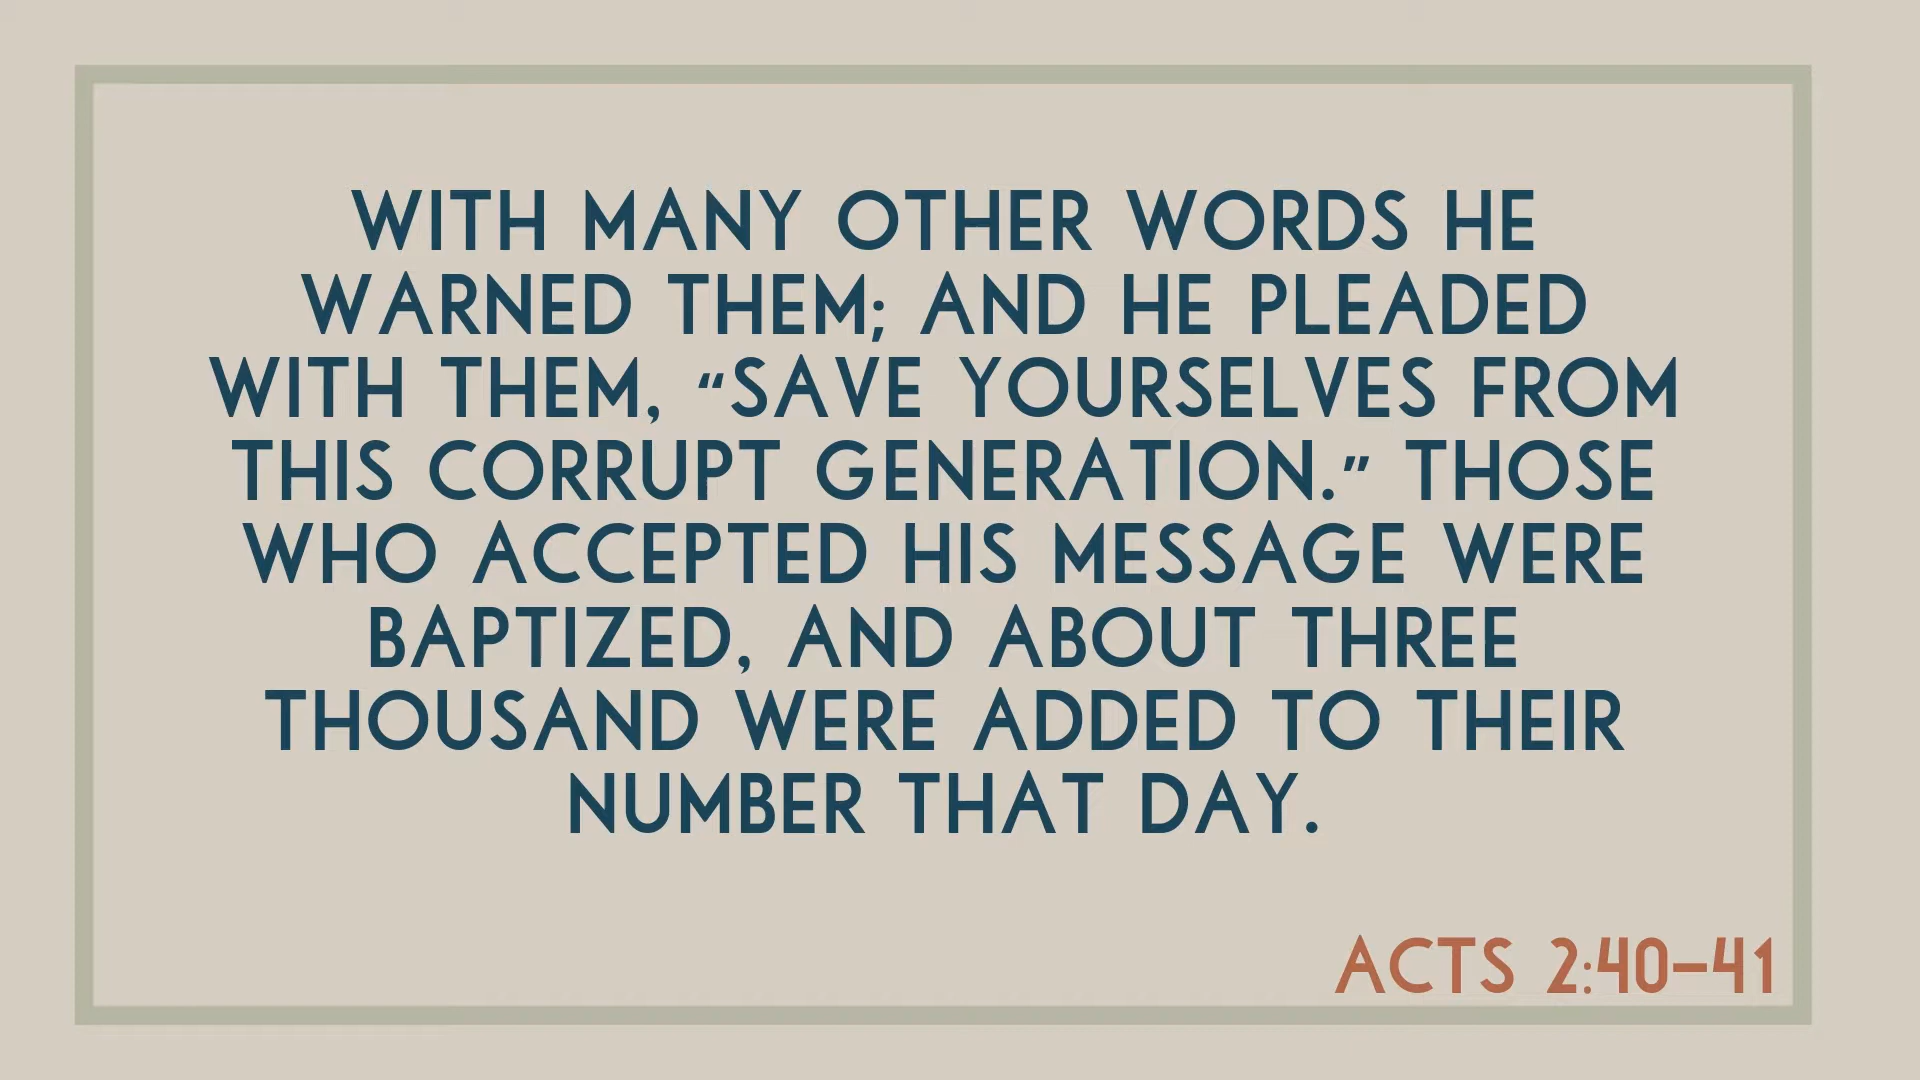 WITH MANY OTHER WORDS HE
WARNED THEM; AND HE PLEADED
WITH THEM, “SAVE YOURSELVES FROM
THIS CORRUPT GENERATION.” THOSE
WHO ACCEPTED HIS MESSAGE WERE
BAPTIZED, AND ABOUT THREE
THOUSAND WERE ADDED TO THEIR
NUMBER THAT DAY.
ACTS 2:40–41